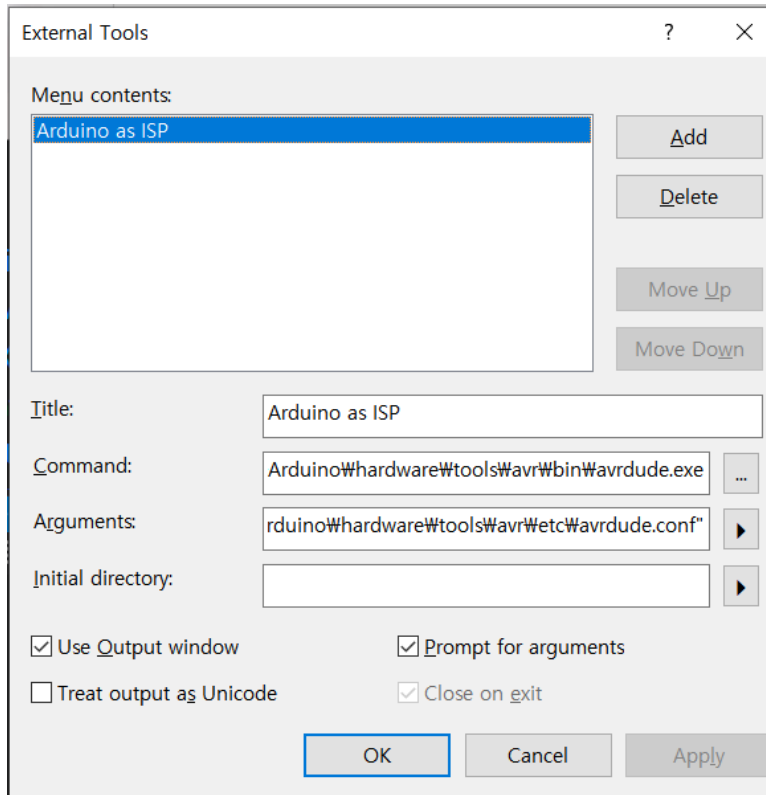 External Tools
?
Menu contents:
Arduino as ISP
Add
Delete
Move Up
Move Down
Title:
Arduino as ISP
Command:
Arduino₩hardware₩tools₩avr₩bin₩avrdude.exe
...
Arguments:
rduino₩hardware₩tools₩avr₩etc₩avrdude.conf"
Initial directory:
Use Output window
Prompt for arguments
Treat output as Unicode
Close on exit
OK
Cancel
Apply